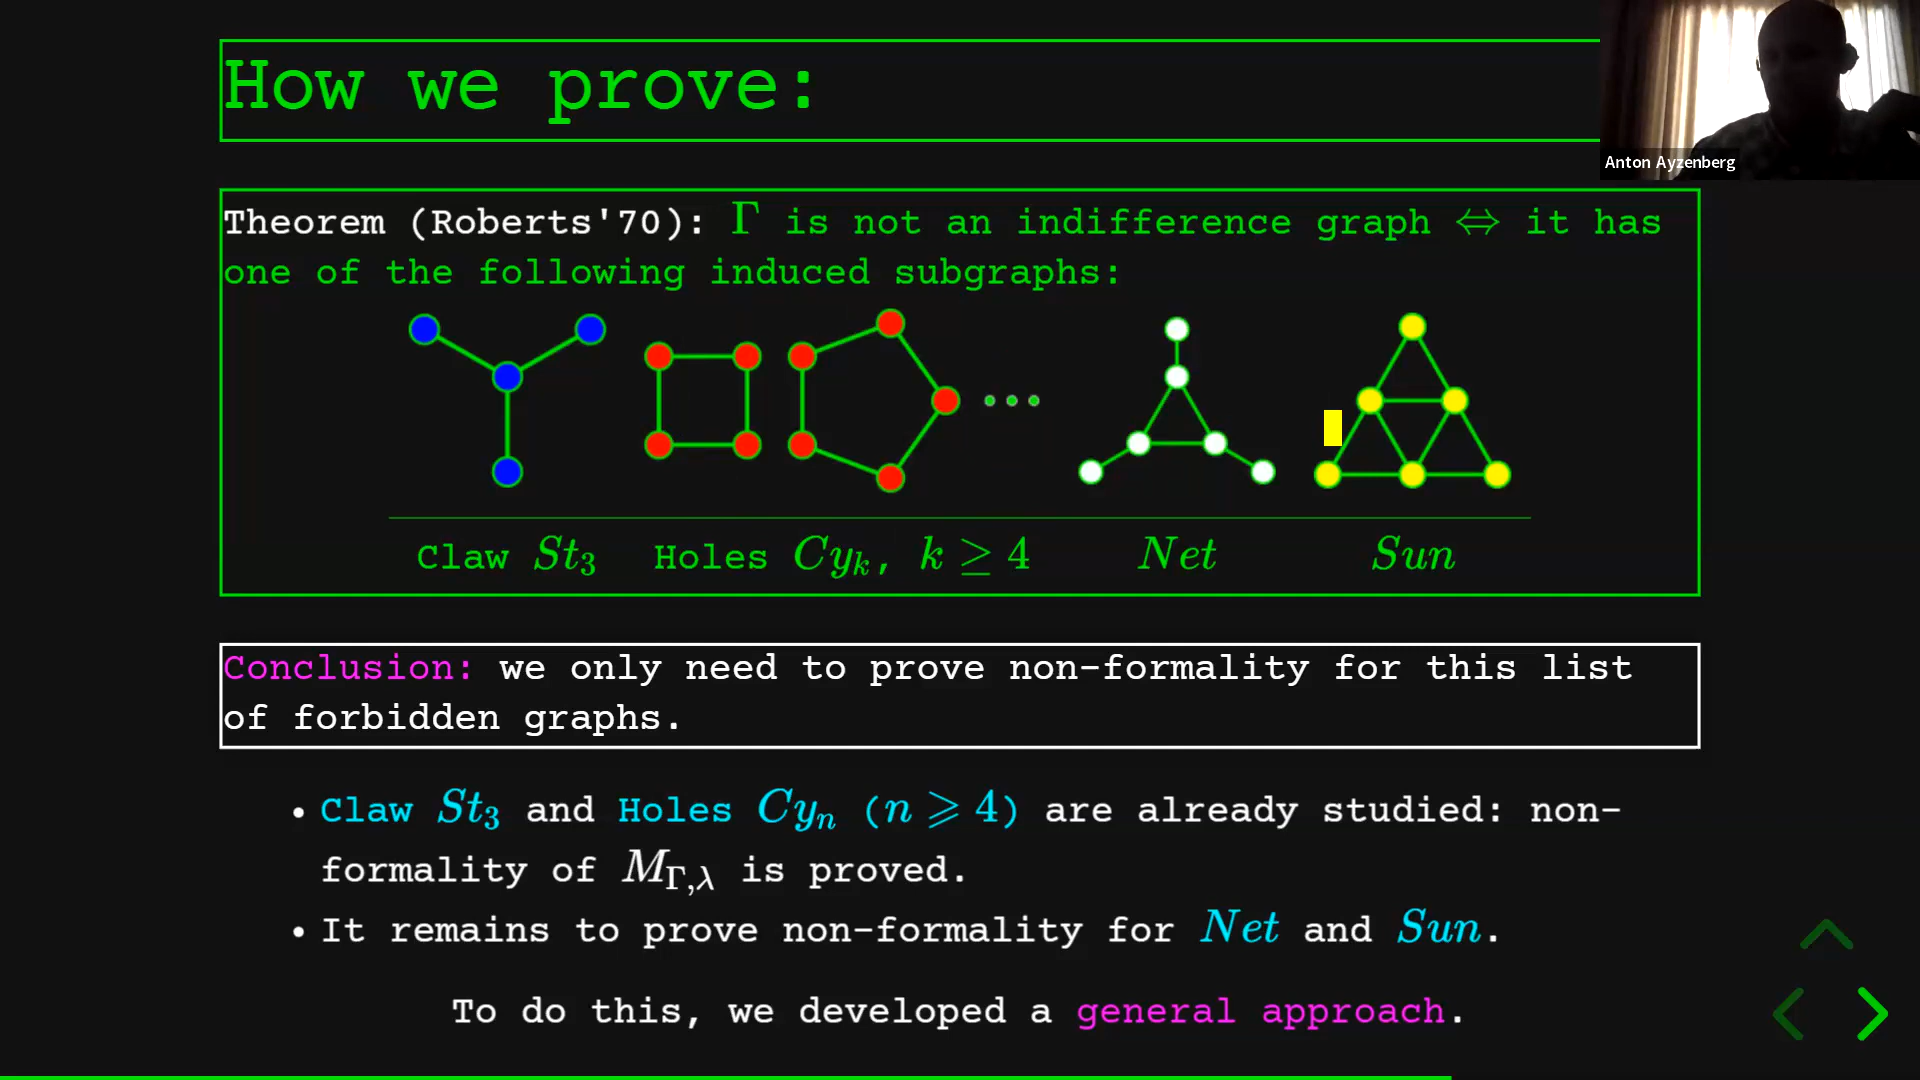 How we prove:
Anton Ayzenberg
Theorem (Roberts'70): Γ is not an indifference graph ⇔ it has
one of the following induced subgraphs:
Claw St₃ Holes Cyₖ, k ≥ 4 Net Sun
Conclusion: we only need to prove non-formality for this list
of forbidden graphs.
• Claw St₃ and Holes Cyₙ (n ⩾ 4) are already studied: non-
formality of M_{Γ,λ} is proved.
• It remains to prove non-formality for Net and Sun.
To do this, we developed a general approach.